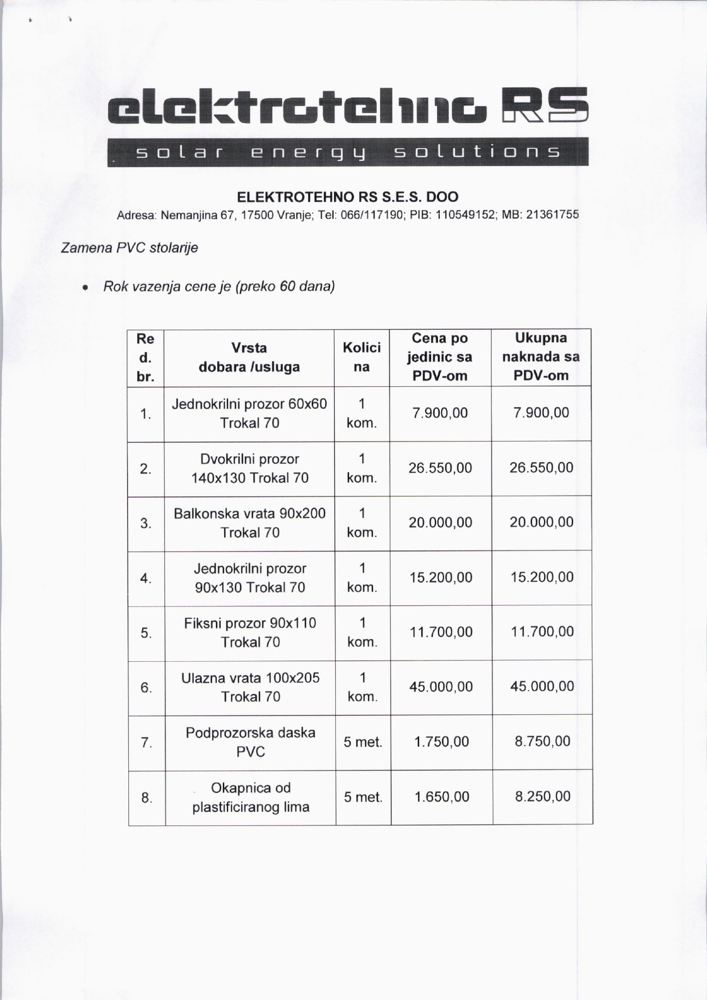 elektrotehno RS
solar energy solutions
ELEKTROTEHNO RS S.E.S. DOO
Adresa: Nemanjina 67, 17500 Vranje; Tel: 066/117190; PIB: 110549152; MB: 21361755
Zamena PVC stolarije
• Rok vazenja cene je (preko 60 dana)
Re
d.
br.
Vrsta
dobara /usluga
Kolici
na
Cena po
jedinic sa
PDV-om
Ukupna
naknada sa
PDV-om
1.
Jednokrilni prozor 60x60
Trokal 70
1
kom.
7.900,00
7.900,00
2.
Dvokrilni prozor
140x130 Trokal 70
1
kom.
26.550,00
26.550,00
3.
Balkonska vrata 90x200
Trokal 70
1
kom.
20.000,00
20.000,00
4.
Jednokrilni prozor
90x130 Trokal 70
1
kom.
15.200,00
15.200,00
5.
Fiksni prozor 90x110
Trokal 70
1
kom.
11.700,00
11.700,00
6.
Ulazna vrata 100x205
Trokal 70
1
kom.
45.000,00
45.000,00
7.
Podprozorska daska
PVC
5 met.
1.750,00
8.750,00
8.
Okapnica od
plastificiranog lima
5 met.
1.650,00
8.250,00